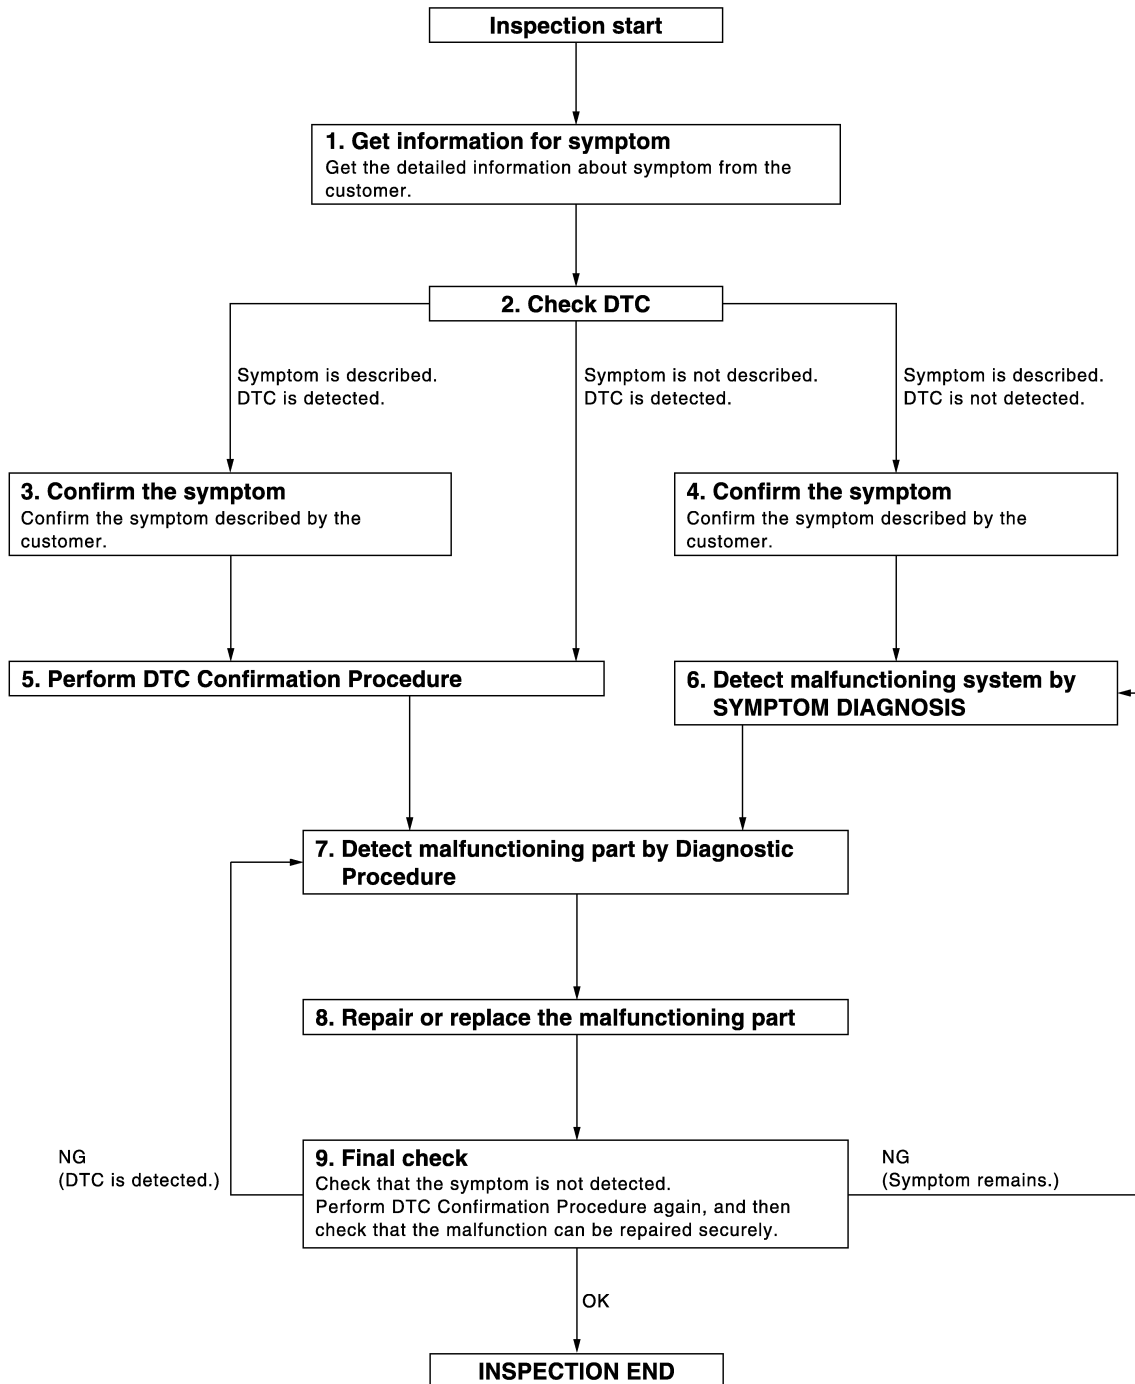 Inspection start
1. Get information for symptom
Get the detailed information about symptom from the
customer.
2. Check DTC
Symptom is described.
DTC is detected.
Symptom is not described.
DTC is detected.
Symptom is described.
DTC is not detected.
3. Confirm the symptom
Confirm the symptom described by the
customer.
4. Confirm the symptom
Confirm the symptom described by the
customer.
5. Perform DTC Confirmation Procedure
6. Detect malfunctioning system by
SYMPTOM DIAGNOSIS
7. Detect malfunctioning part by Diagnostic
Procedure
8. Repair or replace the malfunctioning part
NG
(DTC is detected.)
9. Final check
Check that the symptom is not detected.
Perform DTC Confirmation Procedure again, and then
check that the malfunction can be repaired securely.
NG
(Symptom remains.)
OK
INSPECTION END